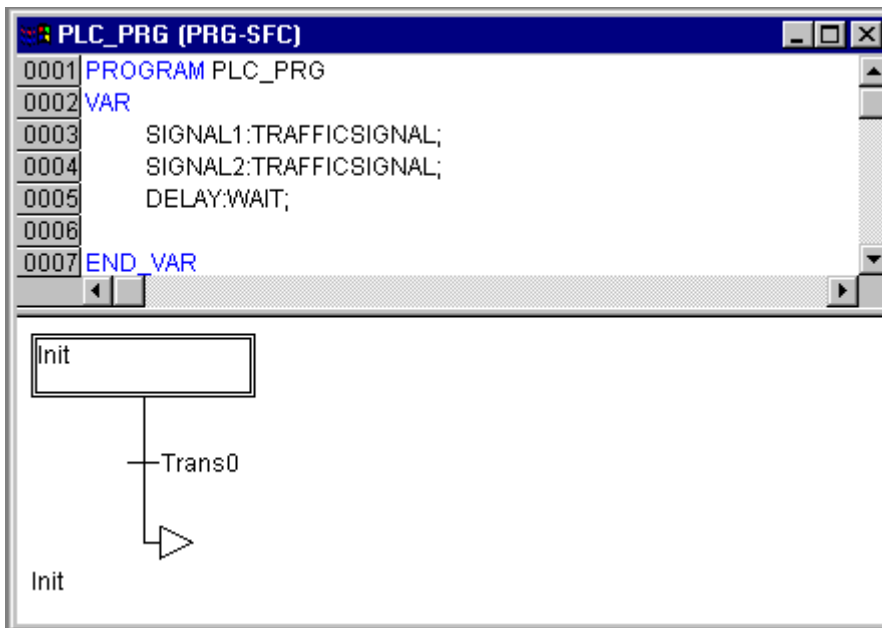 PLC_PRG (PRG-SFC)
0001 PROGRAM PLC_PRG
0002 VAR
0003 SIGNAL1:TRAFFICSIGNAL;
0004 SIGNAL2:TRAFFICSIGNAL;
0005 DELAY:WAIT;
0006
0007 END_VAR
Init
Trans0
Init